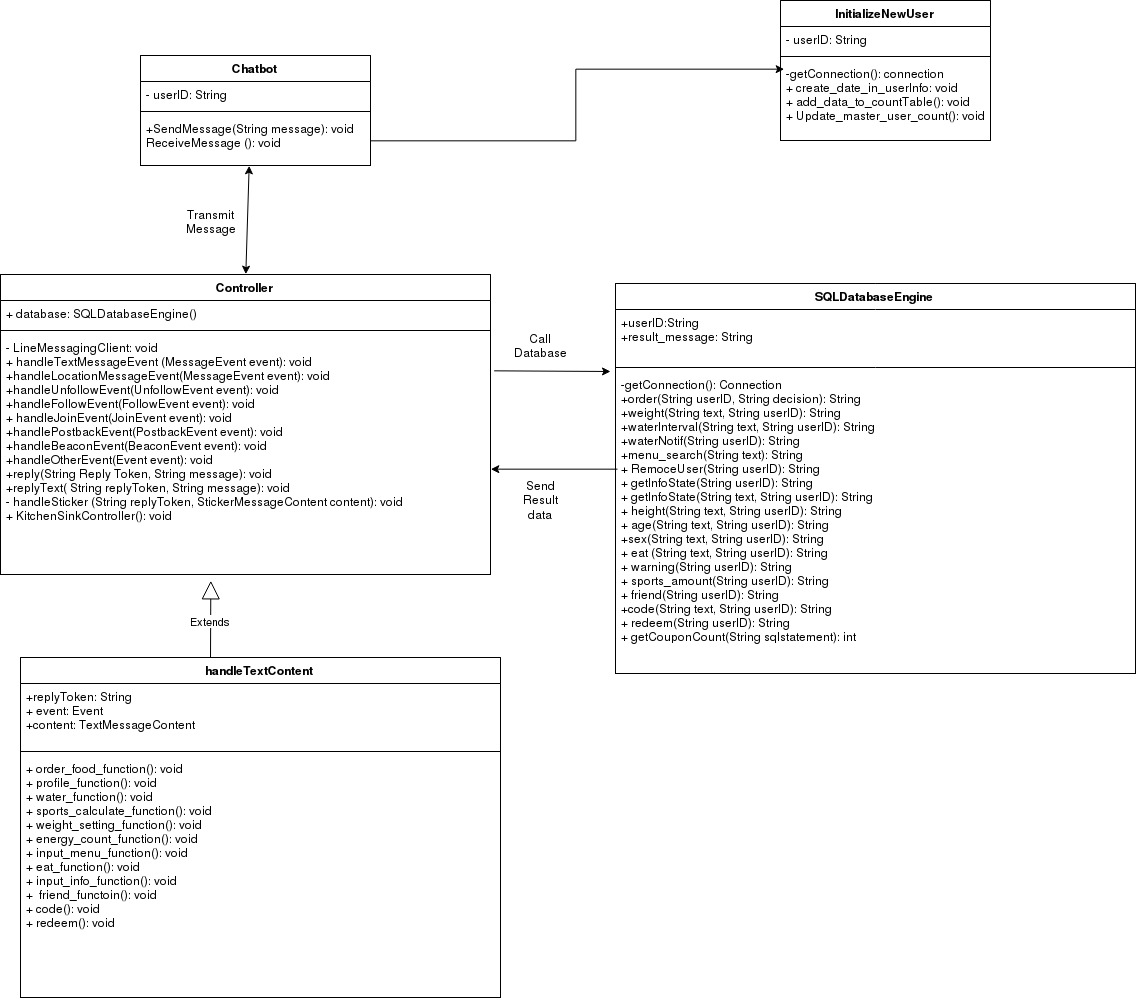 InitializeNewUser
- userID: String
-getConnection(): connection
+ create_date_in_userInfo: void
+ add_data_to_countTable(): void
+ Update_master_user_count(): void
Chatbot
- userID: String
+SendMessage(String message): void
ReceiveMessage (): void
Transmit
Message
Controller
+ database: SQLDatabaseEngine()
- LineMessagingClient: void
+ handleTextMessageEvent (MessageEvent event): void
+handleLocationMessageEvent(MessageEvent event): void
+handleUnfollowEvent(UnfollowEvent event): void
+handleFollowEvent(FollowEvent event): void
+ handleJoinEvent(JoinEvent event): void
+handlePostbackEvent(PostbackEvent event): void
+handleBeaconEvent(BeaconEvent event): void
+handleOtherEvent(Event event): void
+reply(String Reply Token, String message): void
+replyText( String replyToken, String message): void
- handleSticker (String replyToken, StickerMessageContent content): void
+ KitchenSinkController(): void
Call
Database
Send
Result
data
SQLDatabaseEngine
+userID:String
+result_message: String
-getConnection(): Connection
+order(String userID, String decision): String
+weight(String text, String userID): String
+waterInterval(String text, String userID): String
+waterNotif(String userID): String
+menu_search(String text): String
+ RemoceUser(String userID): String
+ getInfoState(String userID): String
+ getInfoState(String text, String userID): String
+ height(String text, String userID): String
+ age(String text, String userID): String
+sex(String text, String userID): String
+ eat (String text, String userID): String
+ warning(String userID): String
+ sports_amount(String userID): String
+ friend(String userID): String
+code(String text, String userID): String
+ redeem(String userID): String
+ getCouponCount(String sqlstatement): int
Extends
handleTextContent
+replyToken: String
+ event: Event
+content: TextMessageContent
+ order_food_function(): void
+ profile_function(): void
+ water_function(): void
+ sports_calculate_function(): void
+ weight_setting_function(): void
+ energy_count_function(): void
+ input_menu_function(): void
+ eat_function(): void
+ input_info_function(): void
+ friend_functoin(): void
+ code(): void
+ redeem(): void